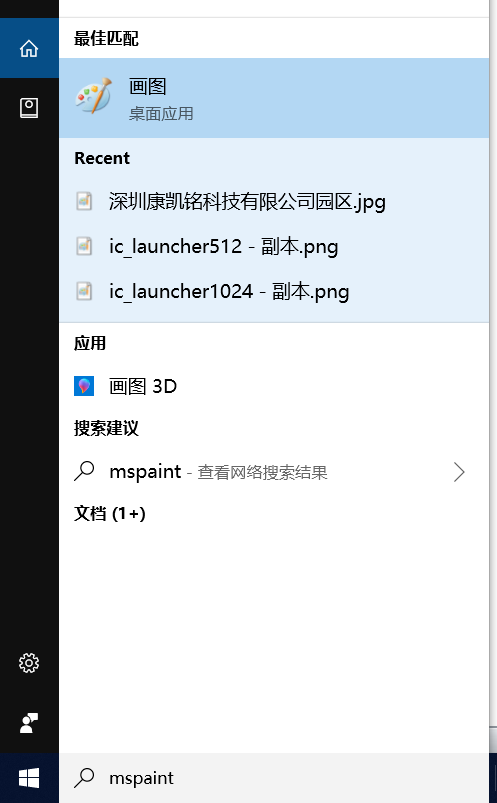 最佳匹配
画图
桌面应用
Recent
深圳康凯铭科技有限公司园区.jpg
ic_launcher512 - 副本.png
ic_launcher1024 - 副本.png
应用
画图 3D
搜索建议
mspaint - 查看网络搜索结果
文档 (1+)
mspaint